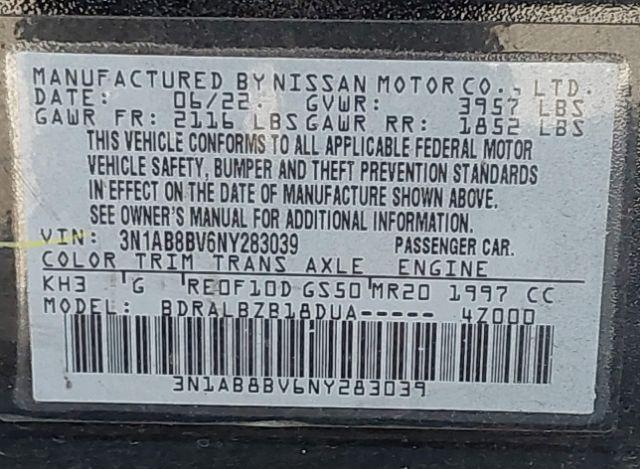 MANUFACTURED BY NISSAN MOTOR CO., LTD.
DATE: 06/22. GVWR: 3957 LBS
GAWR FR: 2116 LBS GAWR RR: 1852 LBS
THIS VEHICLE CONFORMS TO ALL APPLICABLE FEDERAL MOTOR
VEHICLE SAFETY, BUMPER AND THEFT PREVENTION STANDARDS
IN EFFECT ON THE DATE OF MANUFACTURE SHOWN ABOVE.
SEE OWNER'S MANUAL FOR ADDITIONAL INFORMATION.
VIN: 3N1AB8BV6NY283039 PASSENGER CAR.
COLOR TRIM TRANS AXLE ENGINE
KH3 G RE0F10D GS50 MR20 1997 CC
MODEL: BDRALBZB18DUA----- 4Z000
3N1AB8BV6NY283039